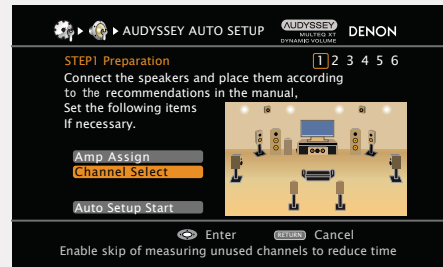 AUDYSSEY AUTO SETUP
AUDYSSEY
MULTEQ XT
DYNAMIC VOLUME
DENON
STEP1 Preparation
1 2 3 4 5 6
Connect the speakers and place them according
to the recommendations in the manual,
Set the following items
If necessary.
Amp Assign
Channel Select
Auto Setup Start
Enter
RETURN Cancel
Enable skip of measuring unused channels to reduce time